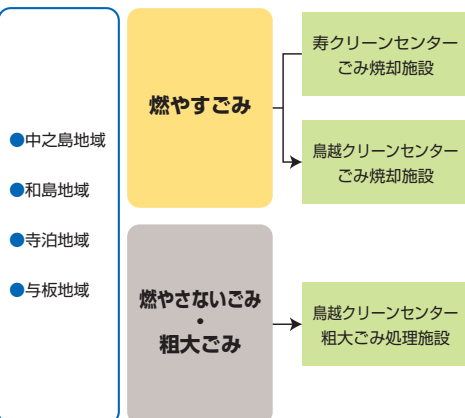 ●中之島地域
●和島地域
●寺泊地域
●与板地域
燃やすごみ
寿クリーンセンター
ごみ焼却施設
鳥越クリーンセンター
ごみ焼却施設
燃やさないごみ
・
粗大ごみ
鳥越クリーンセンター
粗大ごみ処理施設